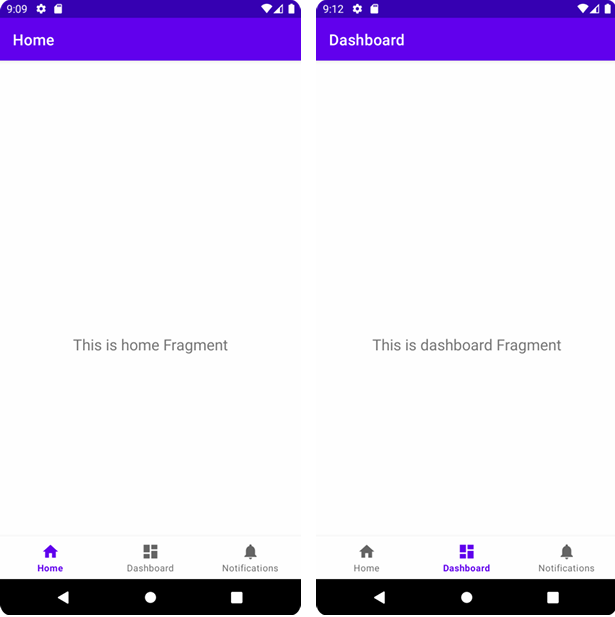 9:09
Home
This is home Fragment
Home
Dashboard
Notifications
9:12
Dashboard
This is dashboard Fragment
Home
Dashboard
Notifications